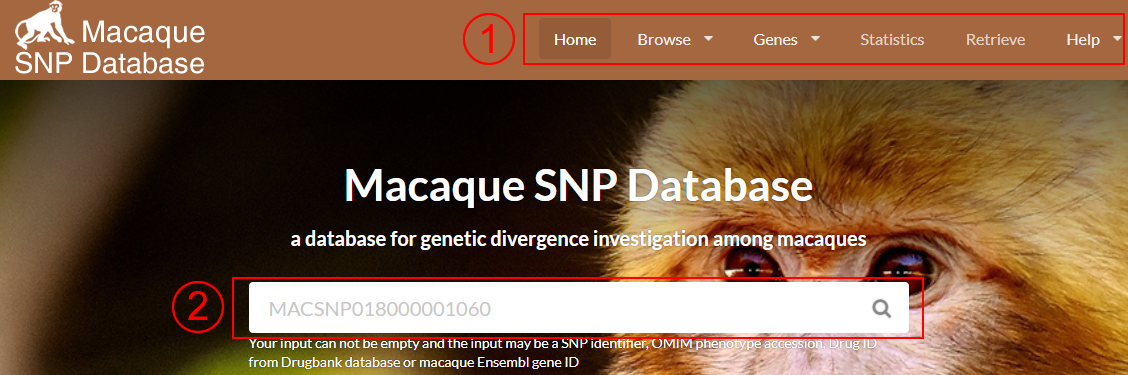 Macaque
SNP Database
1
Home Browse Genes Statistics Retrieve Help
Macaque SNP Database
a database for genetic divergence investigation among macaques
2
MACSNP018000001060
Your input can not be empty and the input may be a SNP identifier, OMIM phenotype accession, Drug ID
from Drugbank database or macaque Ensembl gene ID